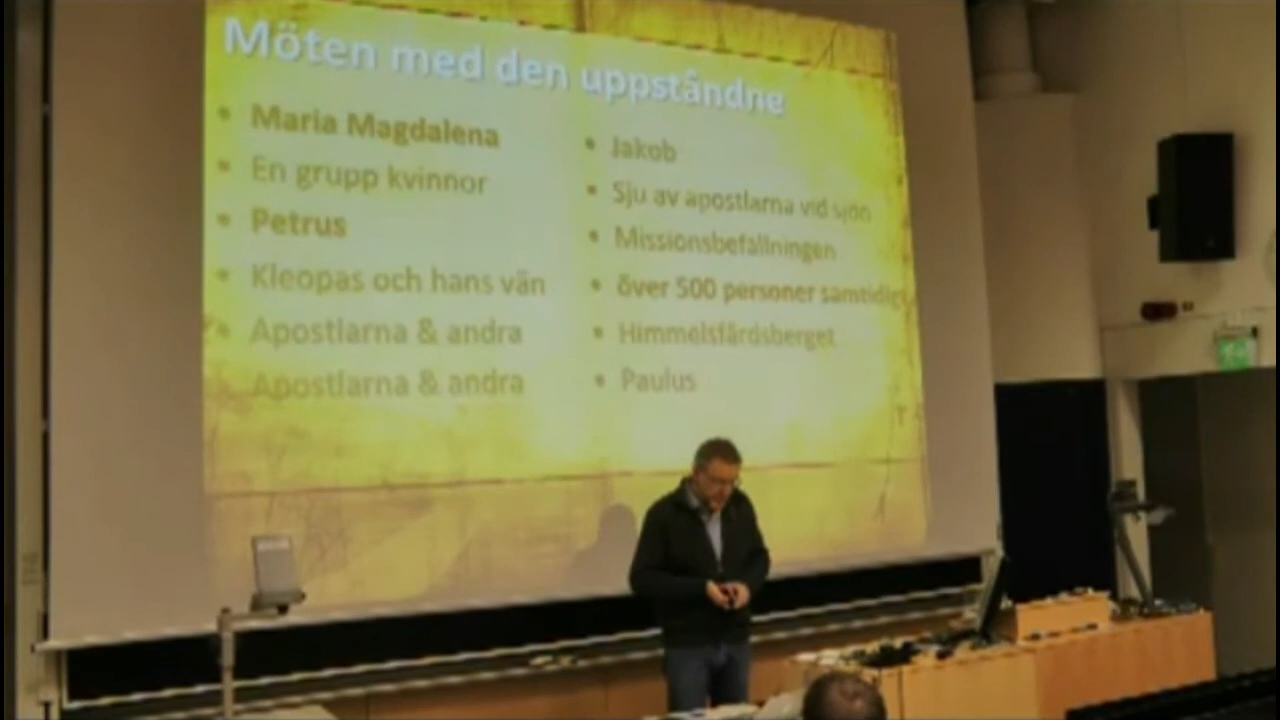 Möten med den uppståndne
Maria Magdalena
En grupp kvinnor
Petrus
Kleopas och hans vän
Apostlarna & andra
Apostlarna & andra
Jakob
Sju av apostlarna vid sjön
Missionsbefallningen
över 500 personer samtidigt
Himmelsfärdsberget
Paulus